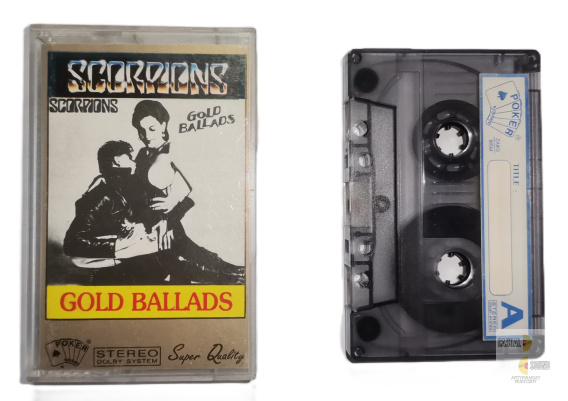 SCORPIONS
SCORPIONS
GOLD
BALLADS
GOLD BALLADS
POKER
STEREO
DOLBY SYSTEM
Super Quality
POKER
TITLE:
A